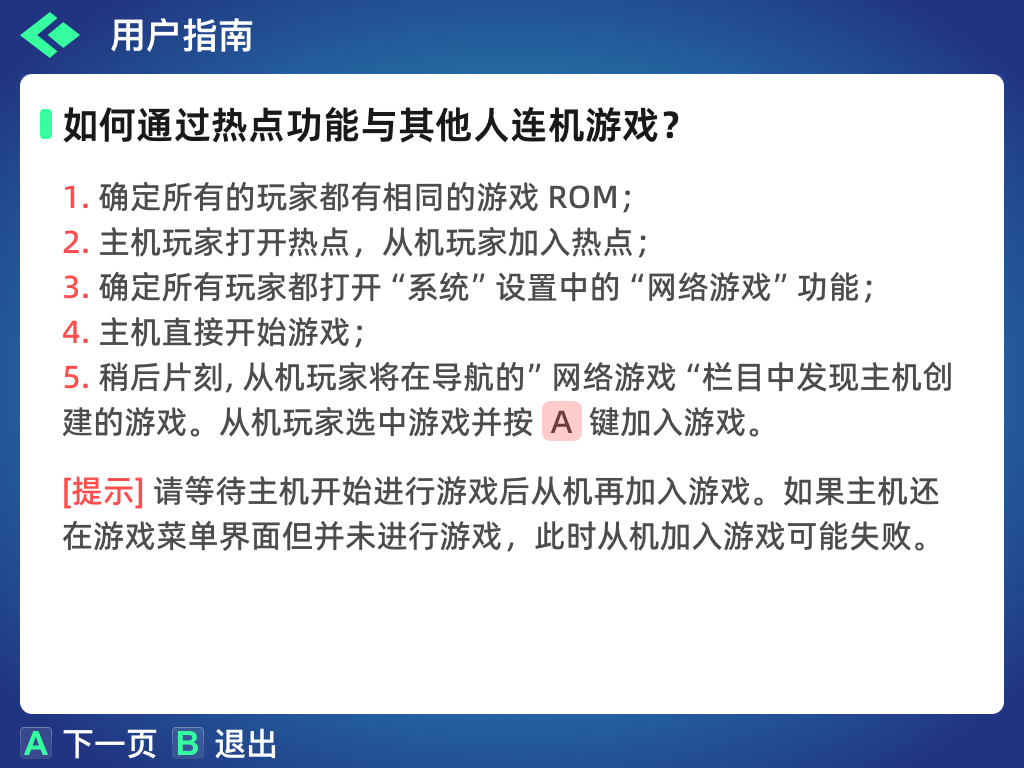 用户指南
如何通过热点功能与其他人连机游戏？
1. 确定所有的玩家都有相同的游戏 ROM；
2. 主机玩家打开热点，从机玩家加入热点；
3. 确定所有玩家都打开 “系统” 设置中的 “网络游戏” 功能；
4. 主机直接开始游戏；
5. 稍后片刻, 从机玩家将在导航的” 网络游戏 “栏目中发现主机创
建的游戏。从机玩家选中游戏并按 A 键加入游戏。
[提示] 请等待主机开始进行游戏后从机再加入游戏。如果主机还
在游戏菜单界面但并未进行游戏，此时从机加入游戏可能失败。
A 下一页 B 退出